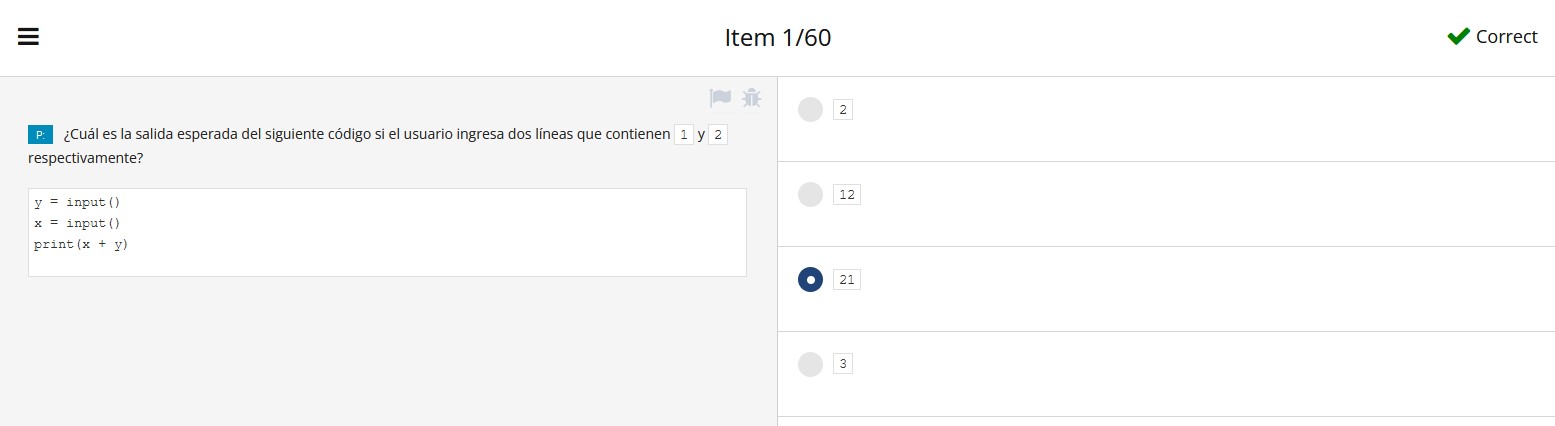 Item 1/60
Correct
P: ¿Cuál es la salida esperada del siguiente código si el usuario ingresa dos líneas que contienen 1 y 2
respectivamente?
y = input()
x = input()
print(x + y)
2
12
21
3